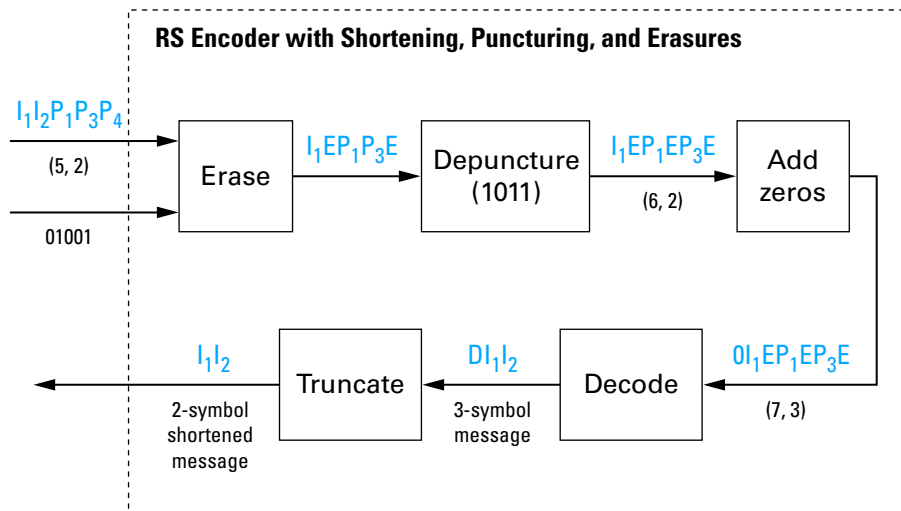 RS Encoder with Shortening, Puncturing, and Erasures
I₁I₂P₁P₃P₄
(5, 2)
01001
Erase
I₁EP₁P₃E
Depuncture
(1011)
I₁EP₁EP₃E
(6, 2)
Add
zeros
0I₁EP₁EP₃E
(7, 3)
Decode
DI₁I₂
3-symbol
message
Truncate
I₁I₂
2-symbol
shortened
message